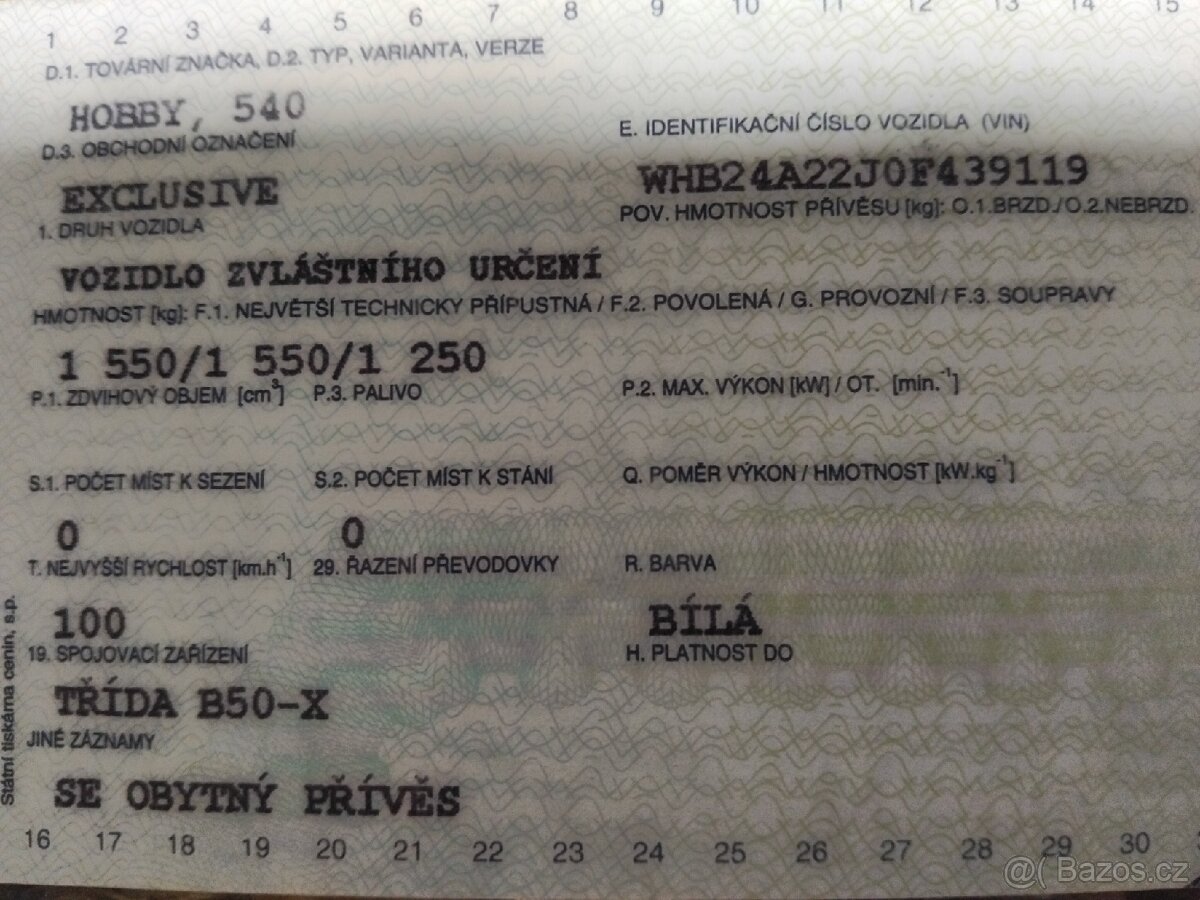 1 2 3 4 5 6 7 8 9 10 11 12 13 14 15
D.1. TOVÁRNÍ ZNAČKA, D.2. TYP, VARIANTA, VERZE
HOBBY, 540
D.3. OBCHODNÍ OZNAČENÍ
E. IDENTIFIKAČNÍ ČÍSLO VOZIDLA (VIN)
EXCLUSIVE
WHB24A22J0F439119
1. DRUH VOZIDLA
POV. HMOTNOST PŘÍVĚSU [kg]: O.1.BRZD./O.2.NEBRZD.
VOZIDLO ZVLÁŠTNÍHO URČENÍ
HMOTNOST [kg]: F.1. NEJVĚTŠÍ TECHNICKY PŘÍPUSTNÁ / F.2. POVOLENÁ / G. PROVOZNÍ / F.3. SOUPRAVY
1 550/1 550/1 250
P.1. ZDVIHOVÝ OBJEM [cm³] P.3. PALIVO
P.2. MAX. VÝKON [kW] / OT. [min.⁻¹]
S.1. POČET MÍST K SEZENÍ S.2. POČET MÍST K STÁNÍ
Q. POMĚR VÝKON / HMOTNOST [kW.kg⁻¹]
0 0
T. NEJVYŠŠÍ RYCHLOST [km.h⁻¹] 29. ŘAZENÍ PŘEVODOVKY
R. BARVA
100
BÍLÁ
19. SPOJOVACÍ ZAŘÍZENÍ
H. PLATNOST DO
TŘÍDA B50-X
JINÉ ZÁZNAMY
SE OBYTNÝ PŘÍVĚS
16 17 18 19 20 21 22 23 24 25 26 27 28 29 30
Státní tiskárna cenin, s.p.
@( Bazos.cz